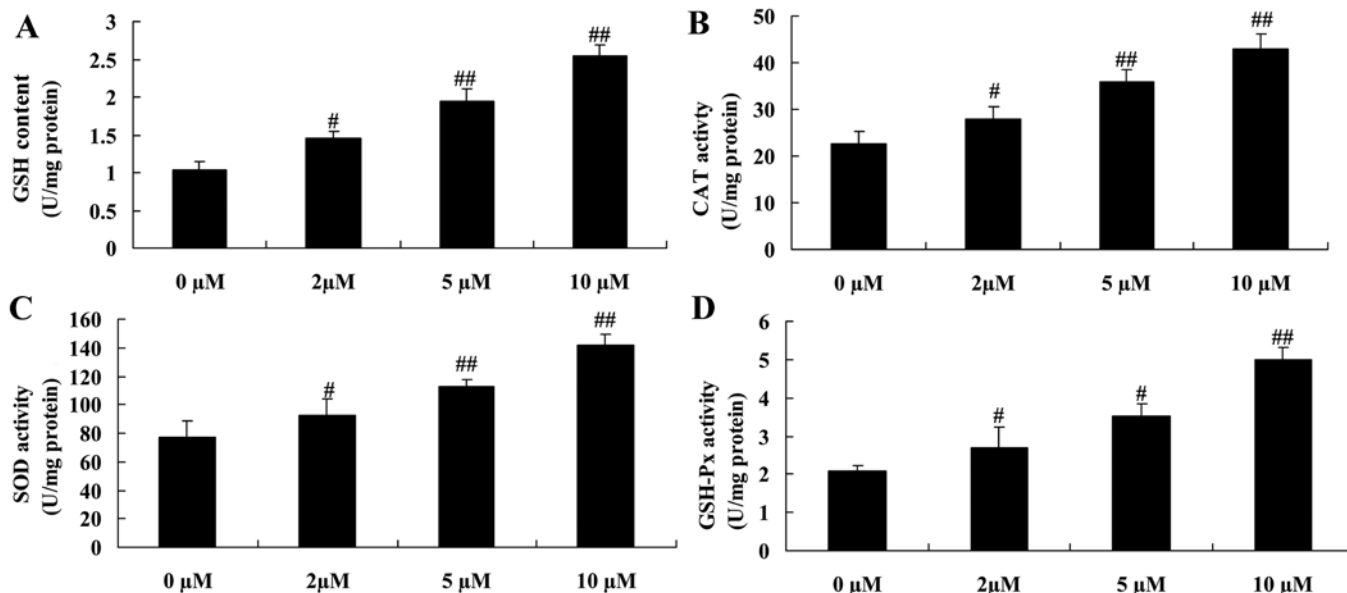 A
GSH content
(U/mg protein)
3
2.5
2
1.5
1
0.5
0
#
##
##
0 μM
2μM
5 μM
10 μM
B
CAT activty
(U/mg protein)
50
40
30
20
10
0
#
##
##
0 μM
2μM
5 μM
10 μM
C
SOD activity
(U/mg protein)
160
140
120
100
80
60
40
20
0
#
##
##
0 μM
2μM
5 μM
10 μM
D
GSH-Px activity
(U/mg protein)
6
5
4
3
2
1
0
#
#
##
0 μM
2μM
5 μM
10 μM